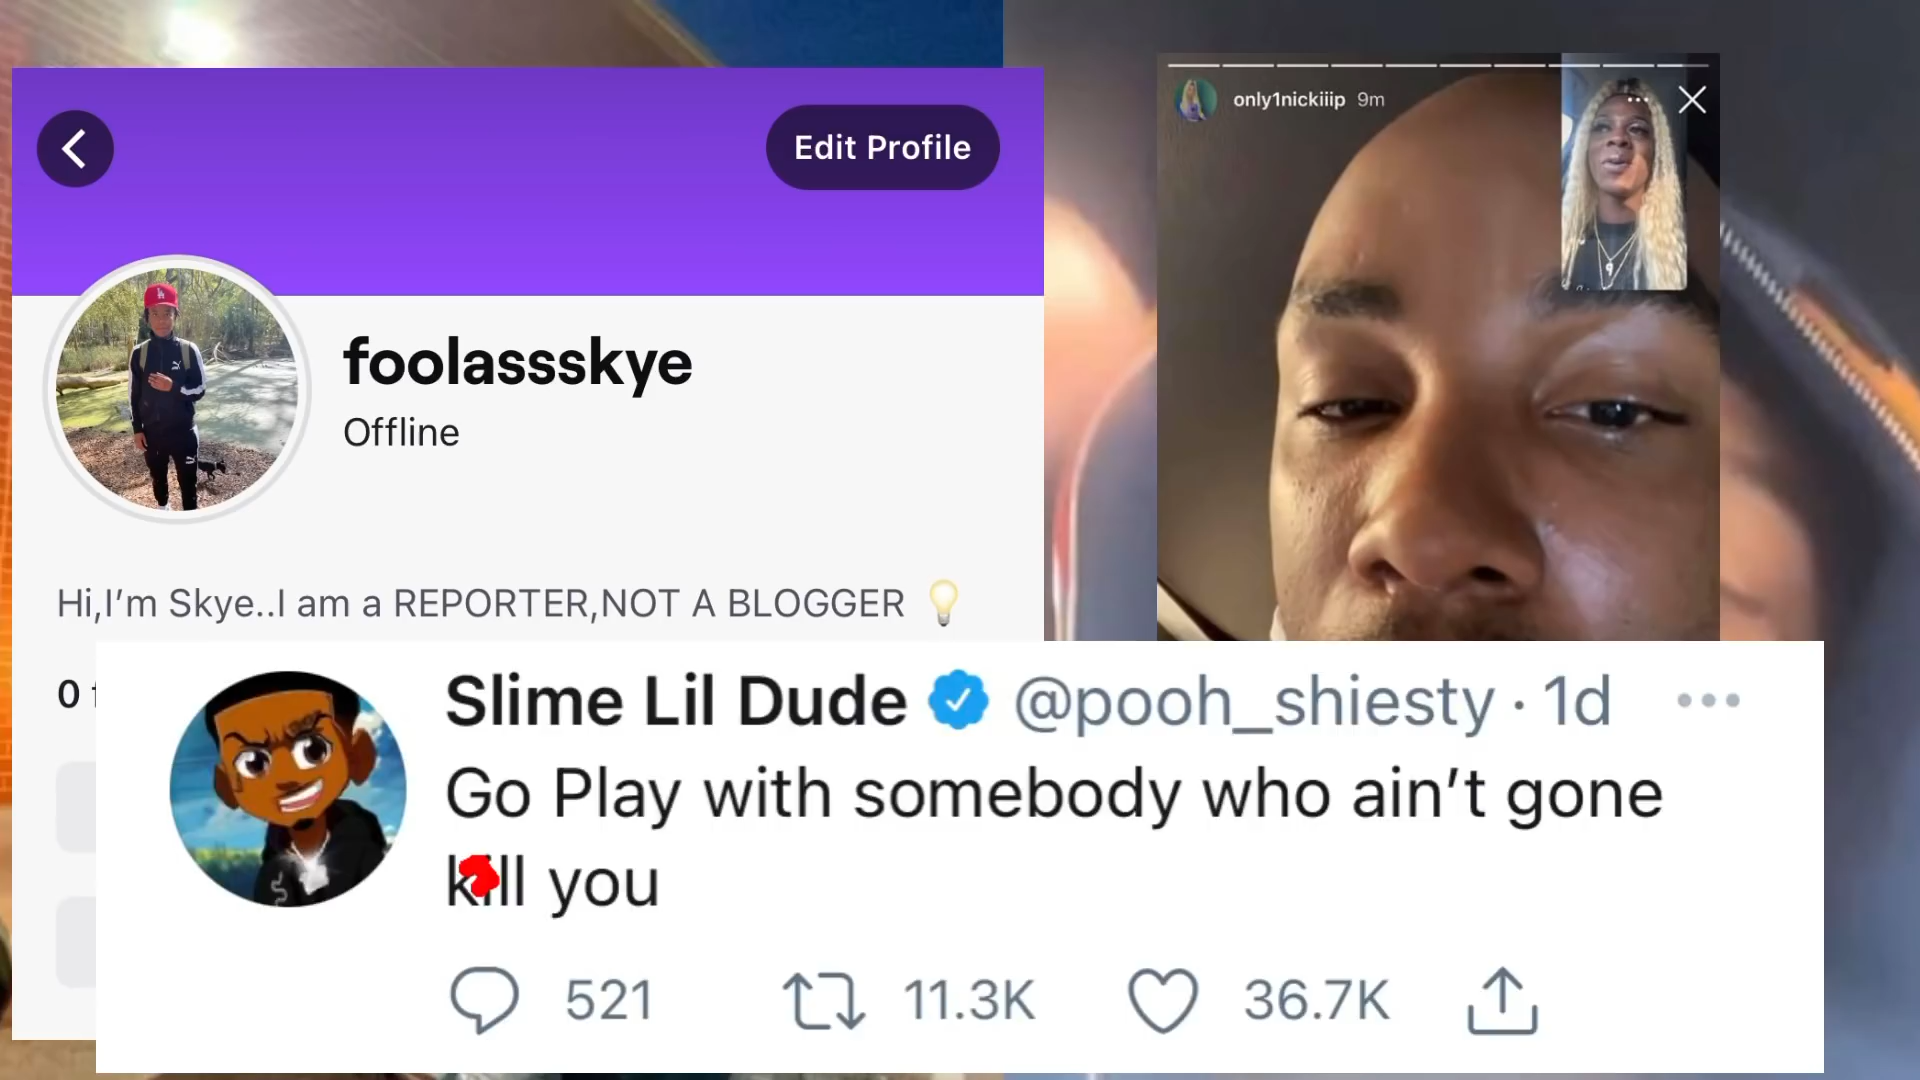 Edit Profile
only1nickiiip 9m
foolassskye
Offline
Hi,I'm Skye..I am a REPORTER,NOT A BLOGGER 💡
0
Slime Lil Dude @pooh_shiesty · 1d
Go Play with somebody who ain't gone
kill you
521 11.3K 36.7K